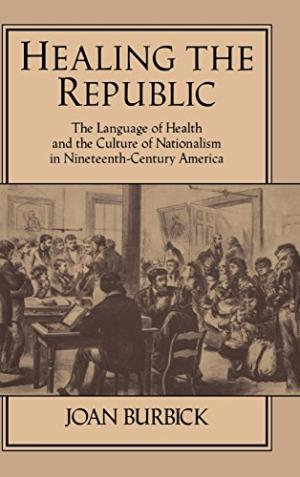 HEALING THE
REPUBLIC
The Language of Health
and the Culture of Nationalism
in Nineteenth-Century America
JOAN BURBICK